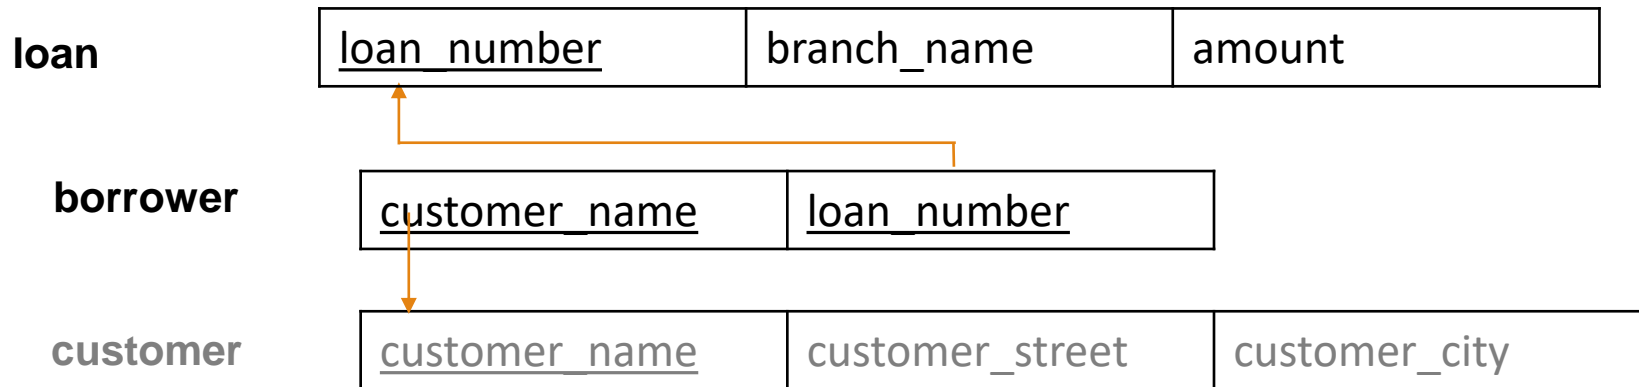 loan loan_number branch_name amount
borrower customer_name loan_number
customer customer_name customer_street customer_city